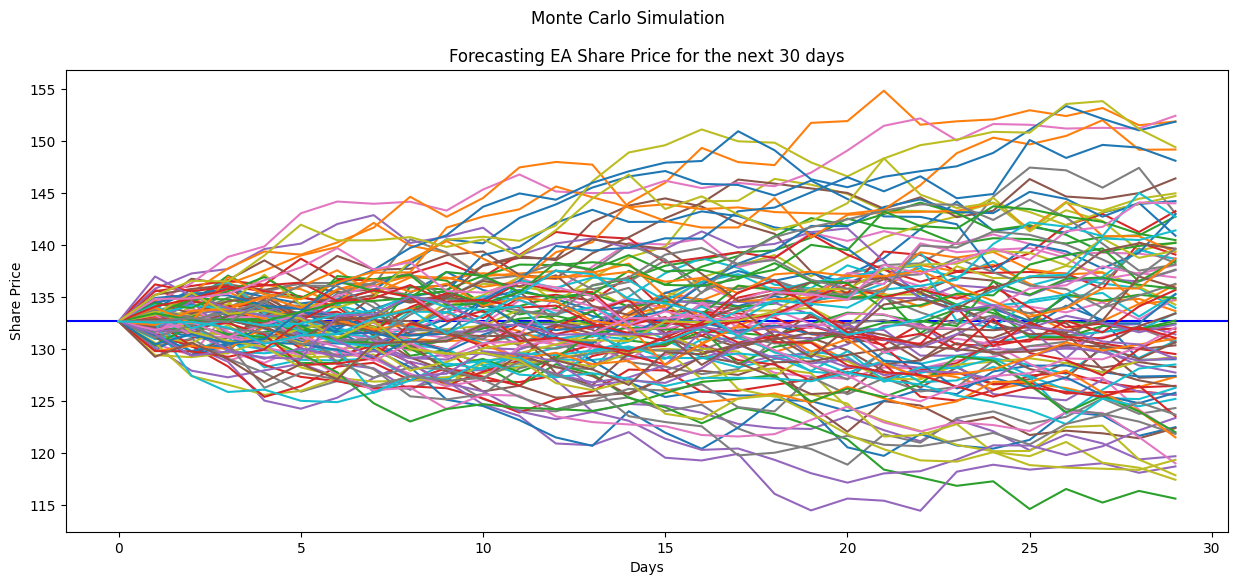 Monte Carlo Simulation
Forecasting EA Share Price for the next 30 days
155
150
145
140
135
130
125
120
115
Share Price
0 5 10 15 20 25 30
Days